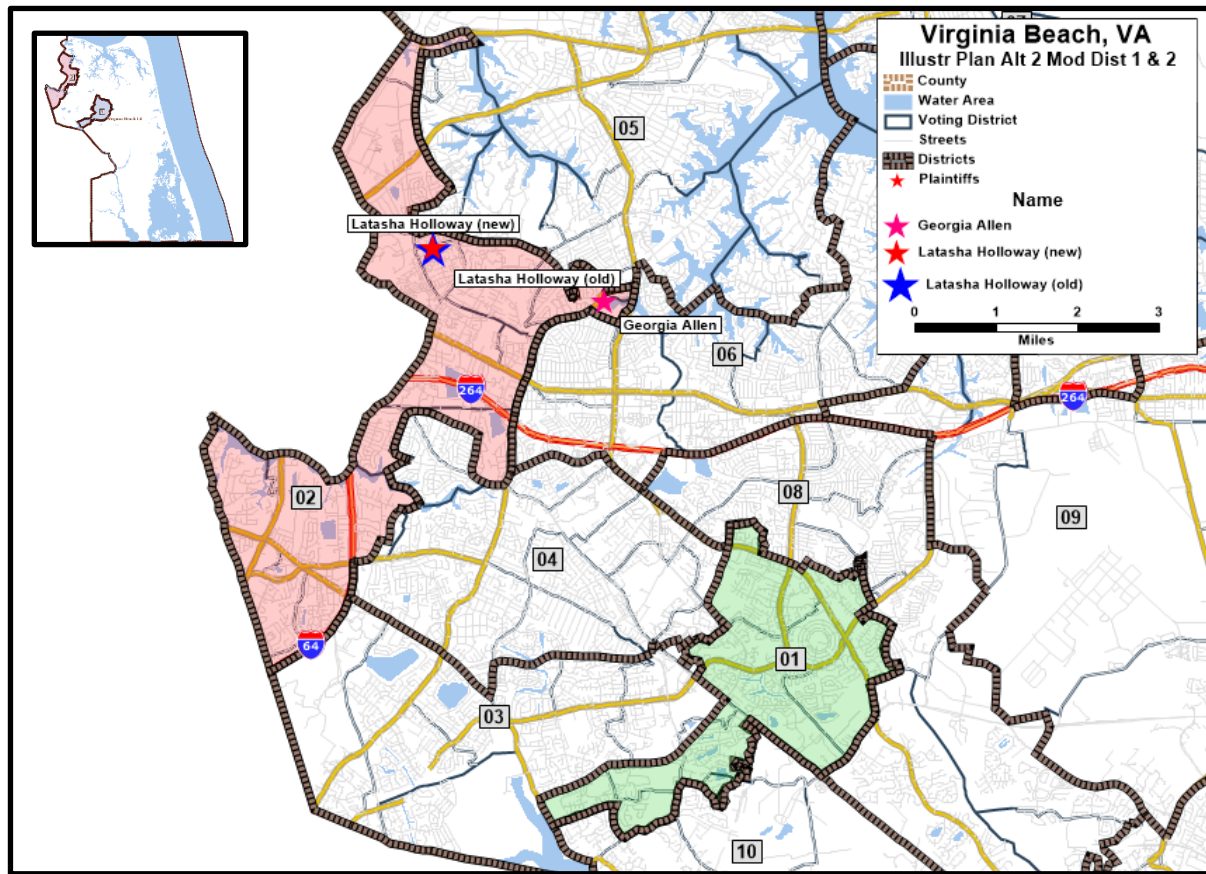 Virginia Beach, VA
Illustr Plan Alt 2 Mod Dist 1 & 2
County
Water Area
Voting District
Streets
Districts
Plaintiffs
Name
Georgia Allen
Latasha Holloway (new)
Latasha Holloway (old)
0 1 2 3
Miles
05
Latasha Holloway (new)
Latasha Holloway (old)
Georgia Allen
06
264
264
02
08
09
04
64
01
03
10